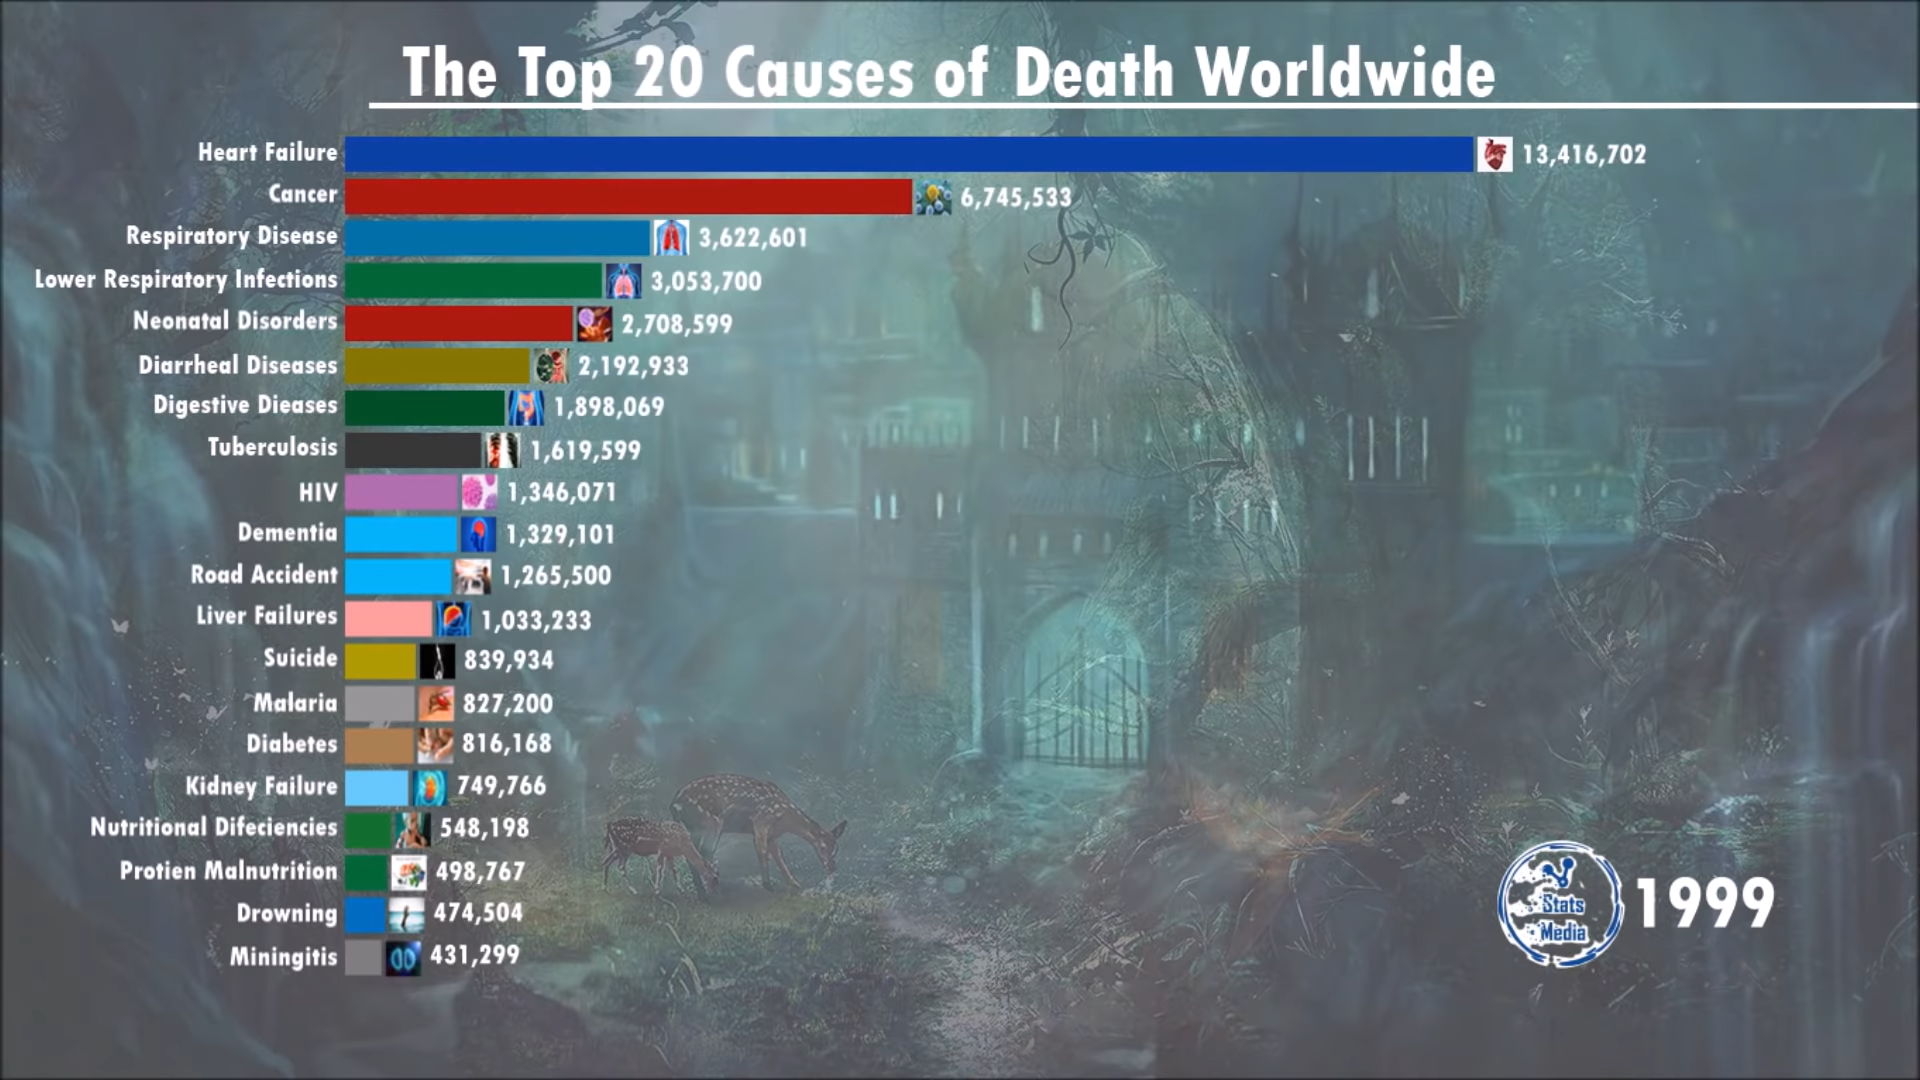 The Top 20 Causes of Death Worldwide
Heart Failure 13,416,702
Cancer 6,745,533
Respiratory Disease 3,622,601
Lower Respiratory Infections 3,053,700
Neonatal Disorders 2,708,599
Diarrheal Diseases 2,192,933
Digestive Dieases 1,898,069
Tuberculosis 1,619,599
HIV 1,346,071
Dementia 1,329,101
Road Accident 1,265,500
Liver Failures 1,033,233
Suicide 839,934
Malaria 827,200
Diabetes 816,168
Kidney Failure 749,766
Nutritional Difeciencies 548,198
Protien Malnutrition 498,767
Drowning 474,504
Miningitis 431,299
Stats
Media
1999